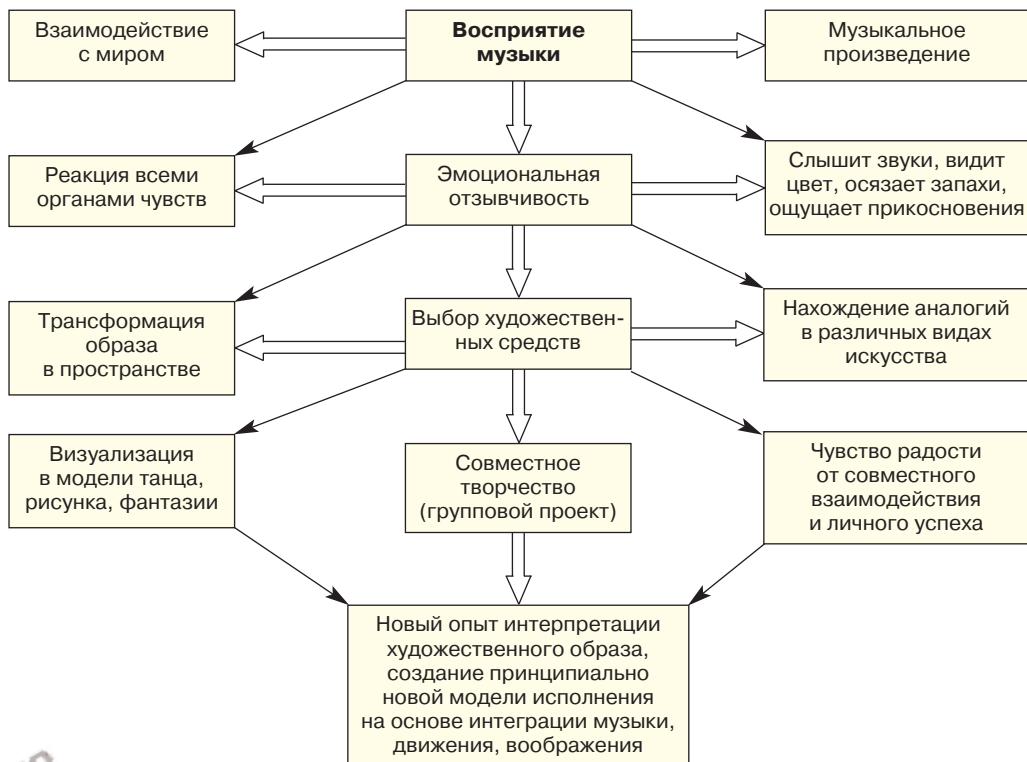 Взаимодействие
с миром
Восприятие
музыки
Музыкальное
произведение
Реакция всеми
органами чувств
Эмоциональная
отзывчивость
Слышит звуки, видит
цвет, осязает запахи,
ощущает прикосновения
Трансформация
образа
в пространстве
Выбор художествен-
ных средств
Нахождение аналогий
в различных видах
искусства
Визуализация
в модели танца,
рисунка, фантазии
Совместное
творчество
(групповой проект)
Чувство радости
от совместного
взаимодействия
и личного успеха
Новый опыт интерпретации
художественного образа,
создание принципиально
новой модели исполнения
на основе интеграции музыки,
движения, воображения